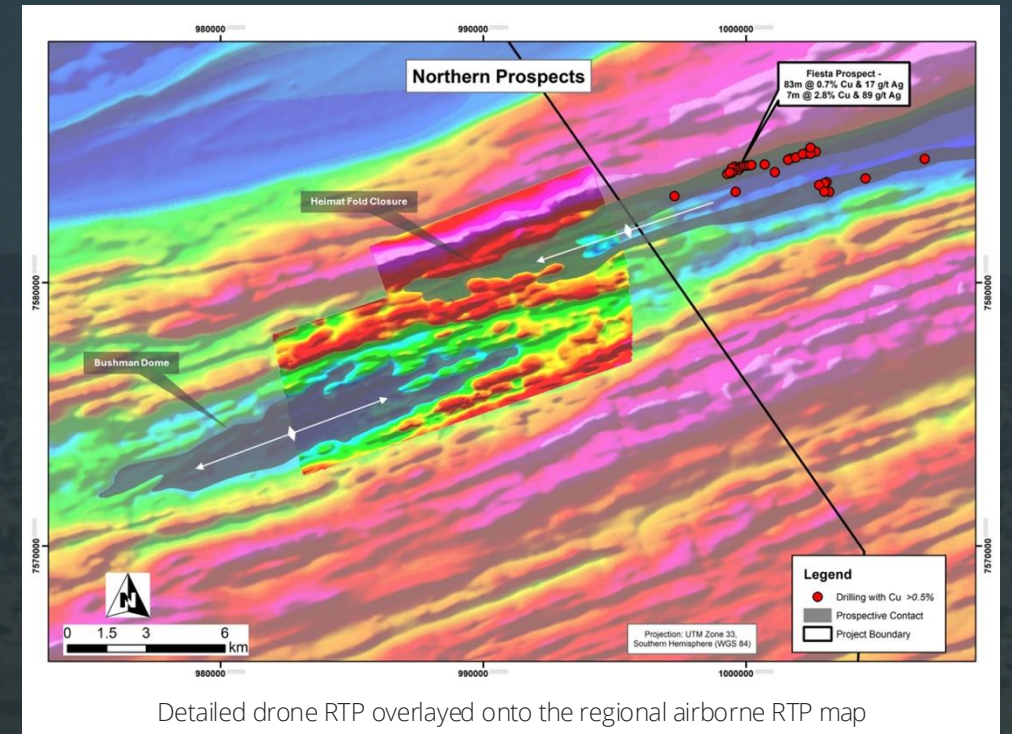 980000
990000
1000000
Northern Prospects
Fiesta Prospect -
83m @ 0.7% Cu & 17 g/t Ag
7m @ 2.8% Cu & 89 g/t Ag
Heimat Fold Closure
7580000
7580000
Bushman Dome
7570000
7570000
N
0 1.5 3 6
km
Projection: UTM Zone 33,
Southern Hemisphere (WGS 84)
Legend
Drilling with Cu >0.5%
Prospective Contact
Project Boundary
980000
990000
1000000
Detailed drone RTP overlayed onto the regional airborne RTP map